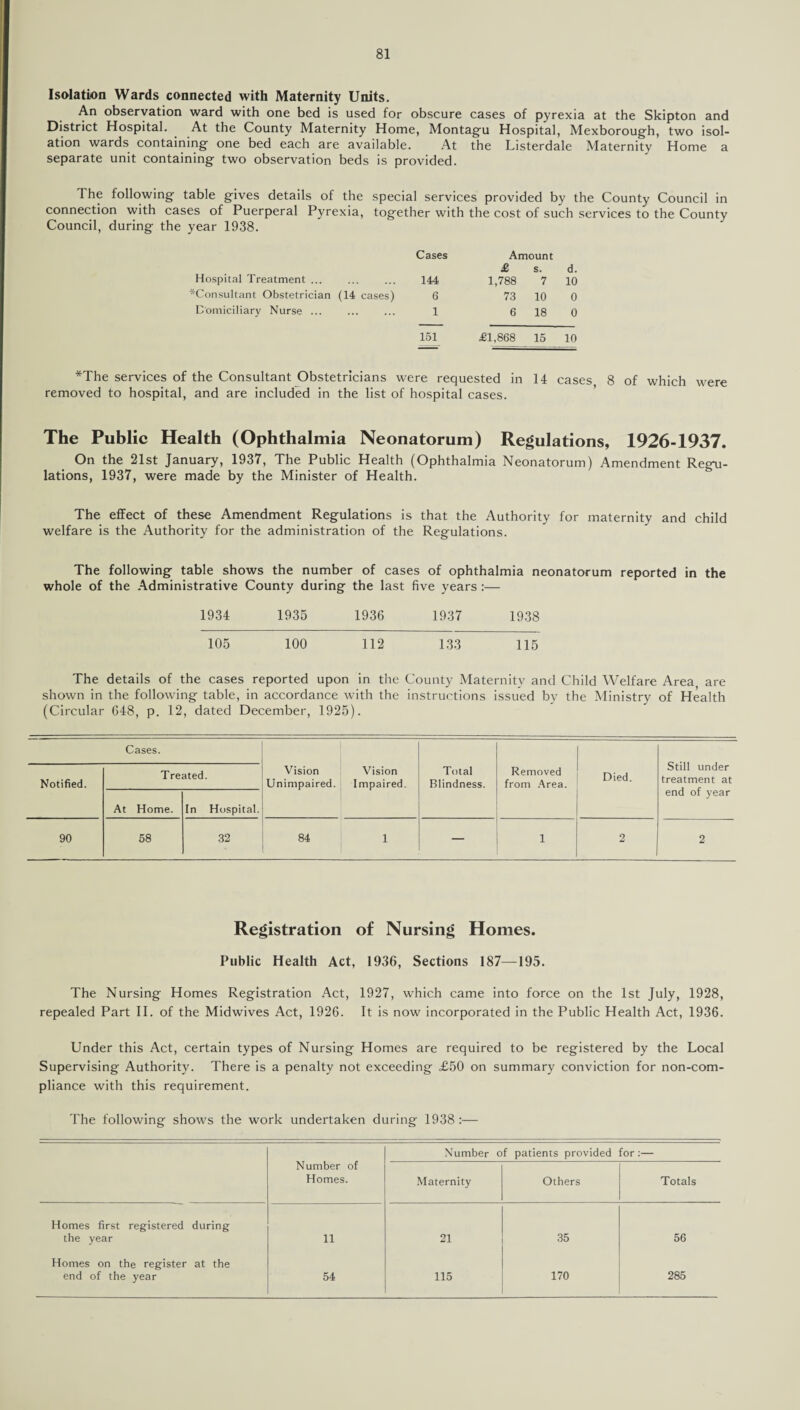 81
Isolation Wards connected with Maternity Units.
An observation ward with one bed is used for obscure cases of pyrexia at the Skipton and
District Hospital. At the County Maternity Home, Montagu Hospital, Mexborough, two isol-
ation wards containing one bed each are available. At the Listerdale Maternity Home a
separate unit containing two observation beds is provided.
The following table gives details of the special services provided by the County Council in
connection with cases of Puerperal Pyrexia, together with the cost of such services to the County
Council, during the year 1938.
Cases Amount
£ s. d.
Hospital Treatment ... ... ... 144 1,788 7 10
*Consultant Obstetrician (14 cases) 6 73 10 0
Domiciliary Nurse ... ... ... 1 6 18 0
151 £1,868 15 10
*The services of the Consultant Obstetricians were requested in 14 cases, 8 of which were
removed to hospital, and are included in the list of hospital cases.
The Public Health (Ophthalmia Neonatorum) Regulations, 1926-1937.
On the 21st January, 1937, The Public Health (Ophthalmia Neonatorum) Amendment Regu-
lations, 1937, were made by the Minister of Health.
The effect of these Amendment Regulations is that the Authority for maternity and child
welfare is the Authority for the administration of the Regulations.
The following table shows the number of cases of ophthalmia neonatorum reported in the
whole of the Administrative County during the last five years :—
1934 1935 1936 1937 1938
105 100 112 133 115
The details of the cases reported upon in the County Maternity and Child Welfare Area, are
shown in the following table, in accordance with the instructions issued by the Ministry of Health
(Circular 648, p. 12, dated December, 1925).
Cases.
Notified. Treated. Vision Unimpaired. Vision Impaired. Total Blindness. Removed from Area. Died. Still under treatment at end of year
At Home. In Hospital.
90 58 32 84 1 — 1 2 2
Registration of Nursing Homes.
Public Health Act, 1936, Sections 187—195.
The Nursing Homes Registration Act, 1927, which came into force on the 1st July, 1928,
repealed Part II. of the Midwives Act, 1926. It is now incorporated in the Public Health Act, 1936.
Under this Act, certain types of Nursing Homes are required to be registered by the Local
Supervising Authority. There is a penalty not exceeding £50 on summary conviction for non-com-
pliance with this requirement.
The following shows the work undertaken during 1938 :—
Number of patients provided for :—
Number of Homes. Maternity Others Totals
Homes first registered during
the year 11 21 35 56
Homes on the register at the
end of the year 54 115 170 285